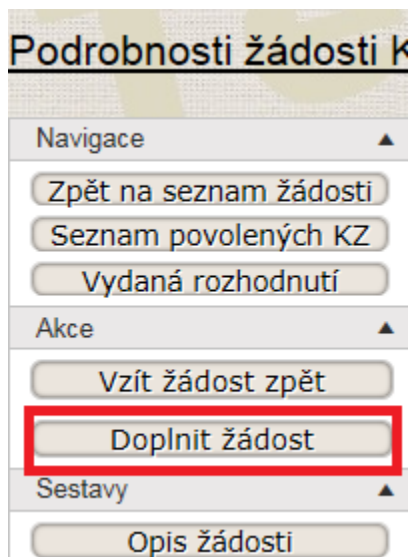 Podrobnosti žádosti K
Navigace
Zpět na seznam žádosti
Seznam povolených KZ
Vydaná rozhodnutí
Akce
Vzít žádost zpět
Doplnit žádost
Sestavy
Opis žádosti